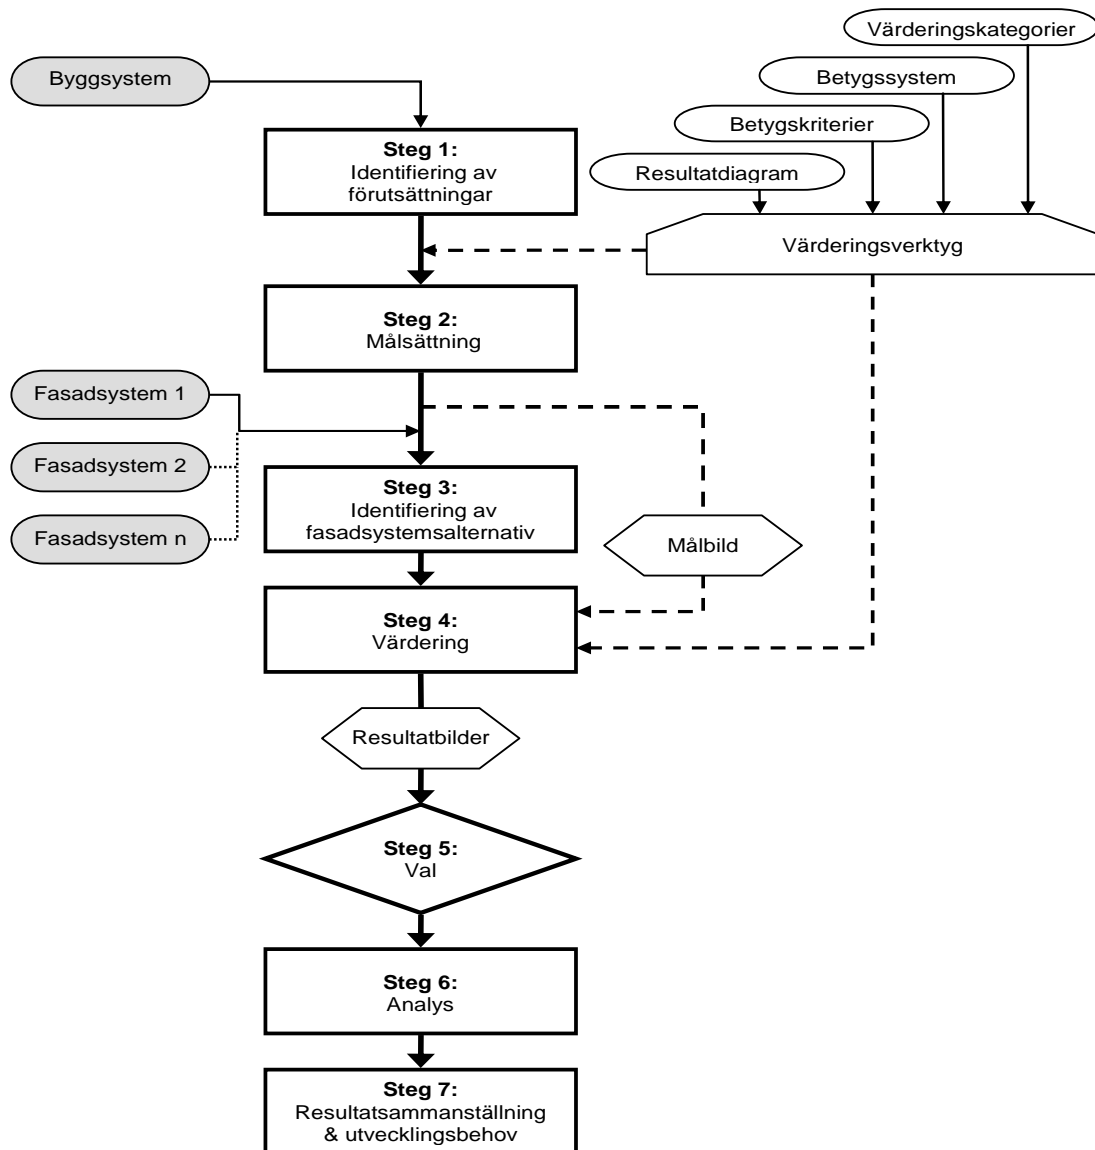 Värderingskategorier
Byggsystem
Betygssystem
Betygskriterier
Steg 1:
Identifiering av
förutsättningar
Resultatdiagram
Värderingsverktyg
Steg 2:
Målsättning
Fasadsystem 1
Fasadsystem 2
Fasadsystem n
Steg 3:
Identifiering av
fasadsystemsalternativ
Målbild
Steg 4:
Värdering
Resultatbilder
Steg 5:
Val
Steg 6:
Analys
Steg 7:
Resultatsammanställning
& utvecklingsbehov